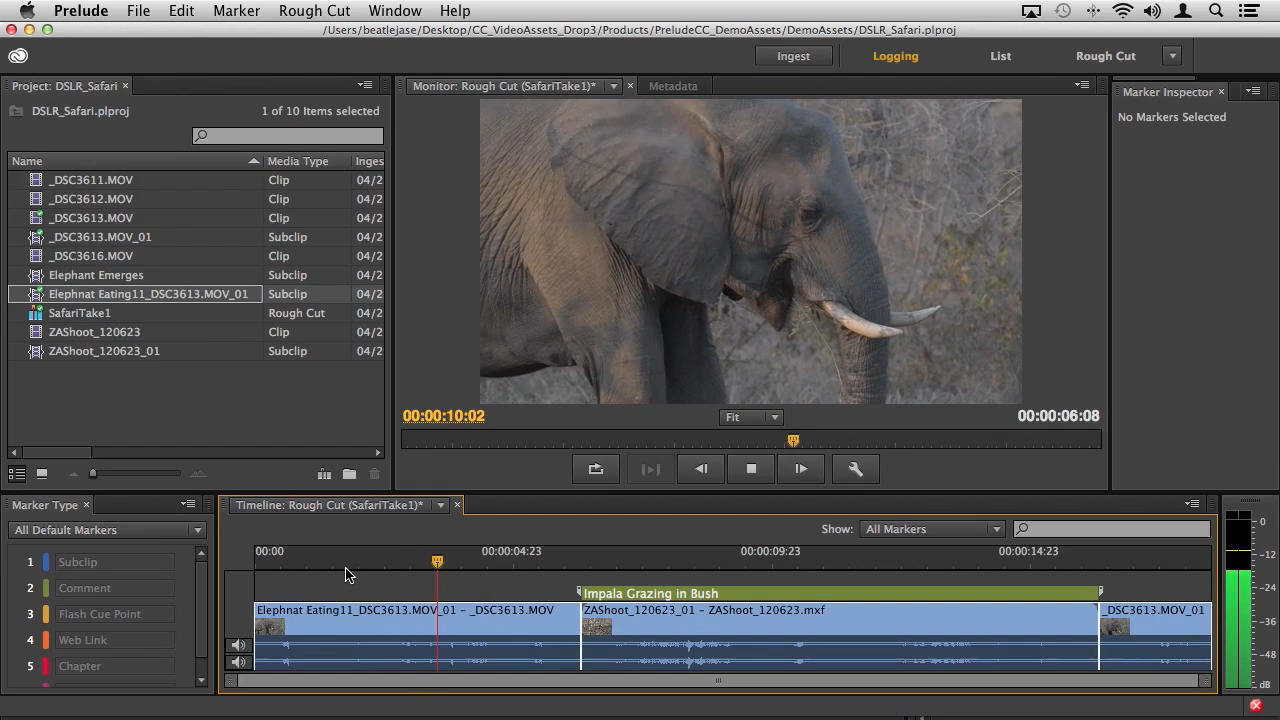 Prelude File Edit Marker Rough Cut Window Help
/Users/beatlejase/Desktop/CC_VideoAssets_Drop3/Products/PreludeCC_DemoAssets/DemoAssets/DSLR_Safari.plproj
Ingest Logging List Rough Cut
Project: DSLR_Safari
Monitor: Rough Cut (SafariTake1)* Metadata
Marker Inspector
DSLR_Safari.plproj 1 of 10 Items selected
No Markers Selected
Name Media Type Inges
_DSC3611.MOV Clip 04/2
_DSC3612.MOV Clip 04/2
_DSC3613.MOV Clip 04/2
_DSC3613.MOV_01 Subclip 04/2
_DSC3616.MOV Clip 04/2
Elephant Emerges Subclip 04/2
Elephnat Eating11_DSC3613.MOV_01 Subclip 04/2
SafariTake1 Rough Cut 04/2
ZAShoot_120623 Clip 04/2
ZAShoot_120623_01 Subclip 04/2
00:00:10:02 Fit 00:00:06:08
Marker Type
All Default Markers
1 Subclip
2 Comment
3 Flash Cue Point
4 Web Link
5 Chapter
Timeline: Rough Cut (SafariTake1)*
Show: All Markers
00:00 00:00:04:23 00:00:09:23 00:00:14:23
Impala Grazing in Bush
Elephnat Eating11_DSC3613.MOV_01 - _DSC3613.MOV ZAShoot_120623_01 - ZAShoot_120623.mxf _DSC3613.MOV_01
0
-12
-24
-36
-48
dB